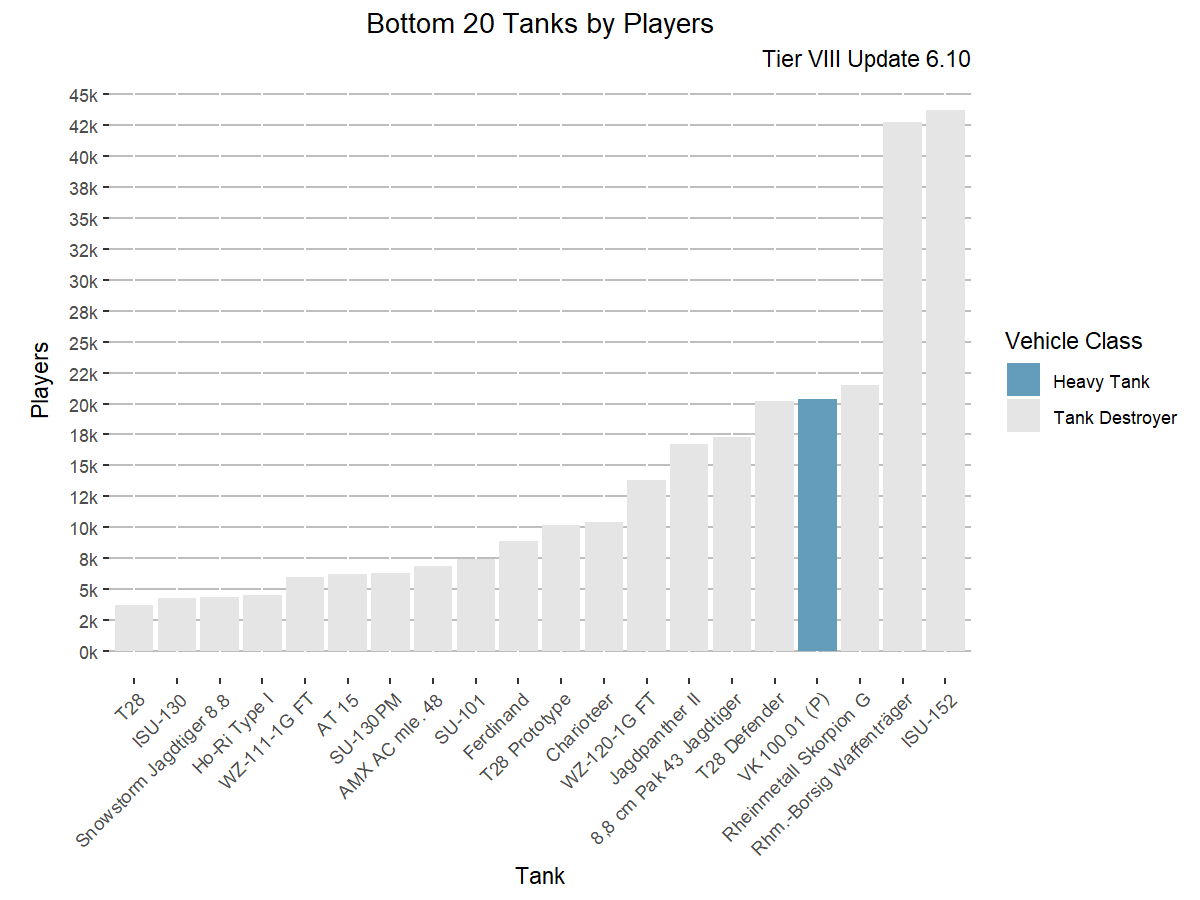 Bottom 20 Tanks by Players
Tier VIII Update 6.10
45k
42k
40k
38k
35k
32k
30k
28k
25k
22k
20k
18k
15k
12k
10k
8k
5k
2k
0k
Players
T28
ISU-130
Snowstorm Jagdtiger 8.8
Ho-Ri Type I
WZ-111-1G FT
AT 15
SU-130PM
AMX AC mle. 48
SU-101
Ferdinand
T28 Prototype
Charioteer
WZ-120-1G FT
Jagdpanther II
8,8 cm Pak 43 Jagdtiger
T28 Defender
VK 100.01 (P)
Rheinmetall Skorpion G
Rhm.-Borsig Waffenträger
ISU-152
Tank
Vehicle Class
Heavy Tank
Tank Destroyer